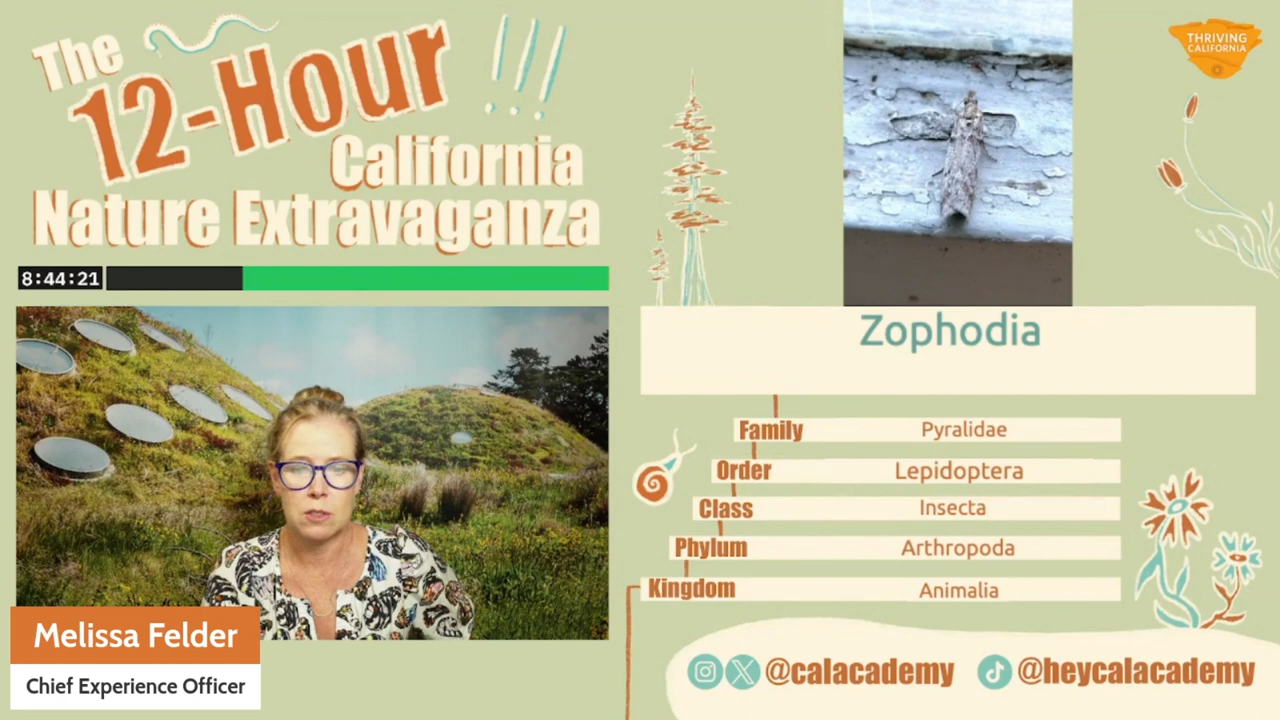 The
12-Hour
!!!
California
Nature Extravaganza
8:44:21
Melissa Felder
Chief Experience Officer
THRIVING
CALIFORNIA
Zophodia
Family Pyralidae
Order Lepidoptera
Class Insecta
Phylum Arthropoda
Kingdom Animalia
@calacademy @heycalacademy